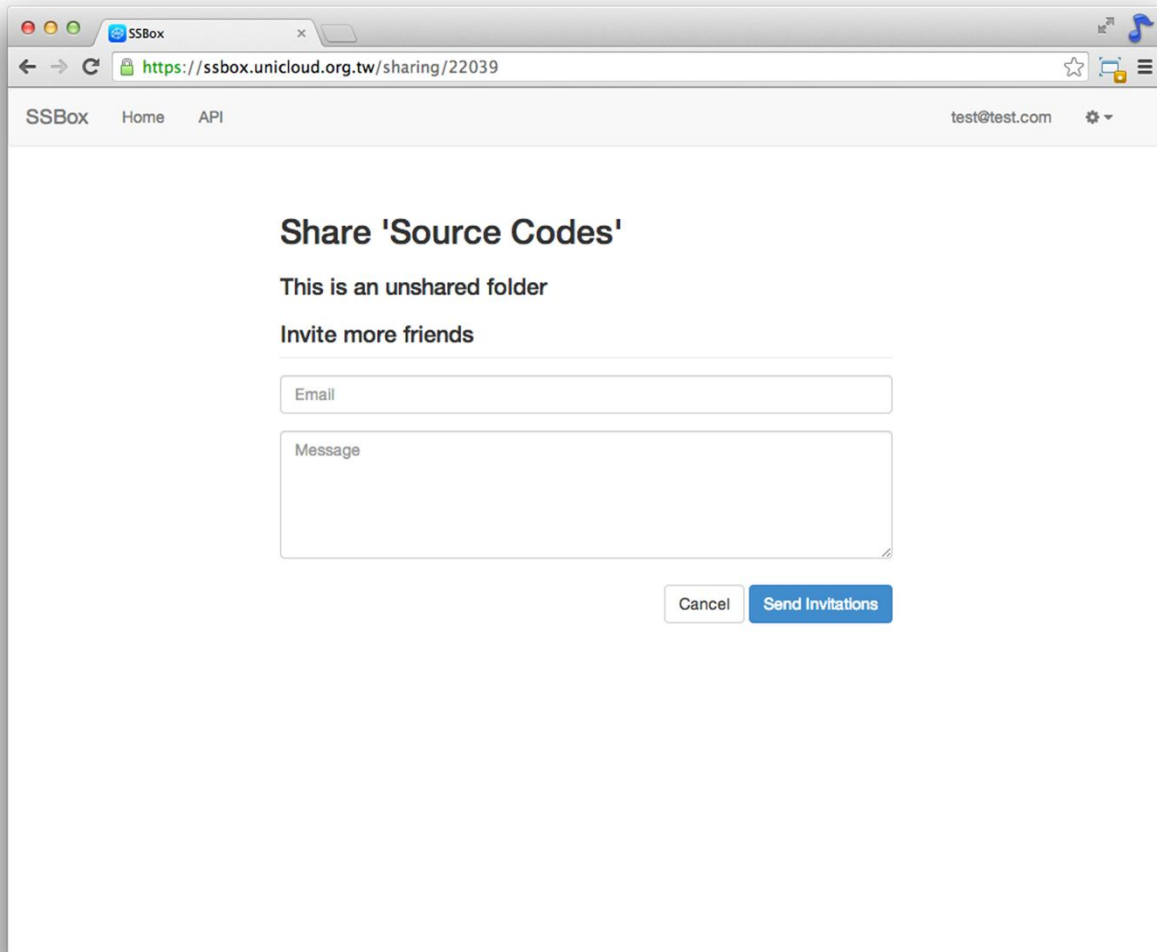 SSBox
https://ssbox.unicloud.org.tw/sharing/22039
SSBox Home API test@test.com
Share 'Source Codes'
This is an unshared folder
Invite more friends
Email
Message
Cancel Send Invitations